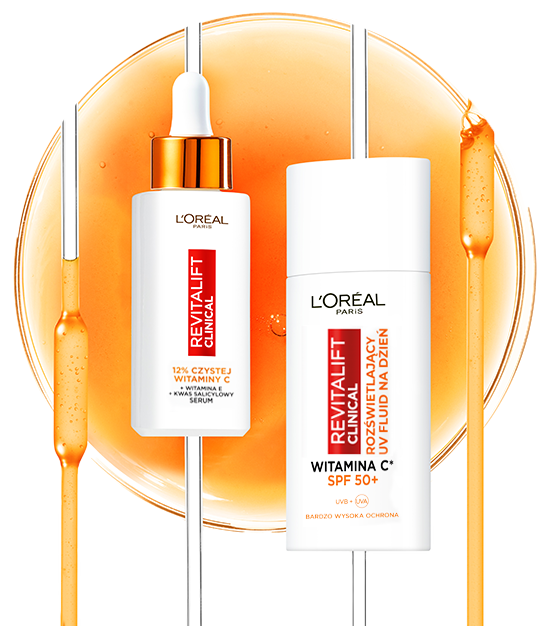 L'ORÉAL
PARIS
REVITALIFT
CLINICAL
12% CZYSTEJ
WITAMINY C
+ WITAMINA E
+ KWAS SALICYLOWY
SERUM
L'ORÉAL
PARIS
REVITALIFT
CLINICAL
ROZŚWIETLAJĄCY
UV FLUID NA DZIEŃ
WITAMINA C*
SPF 50+
UVB + UVA
BARDZO WYSOKA OCHRONA